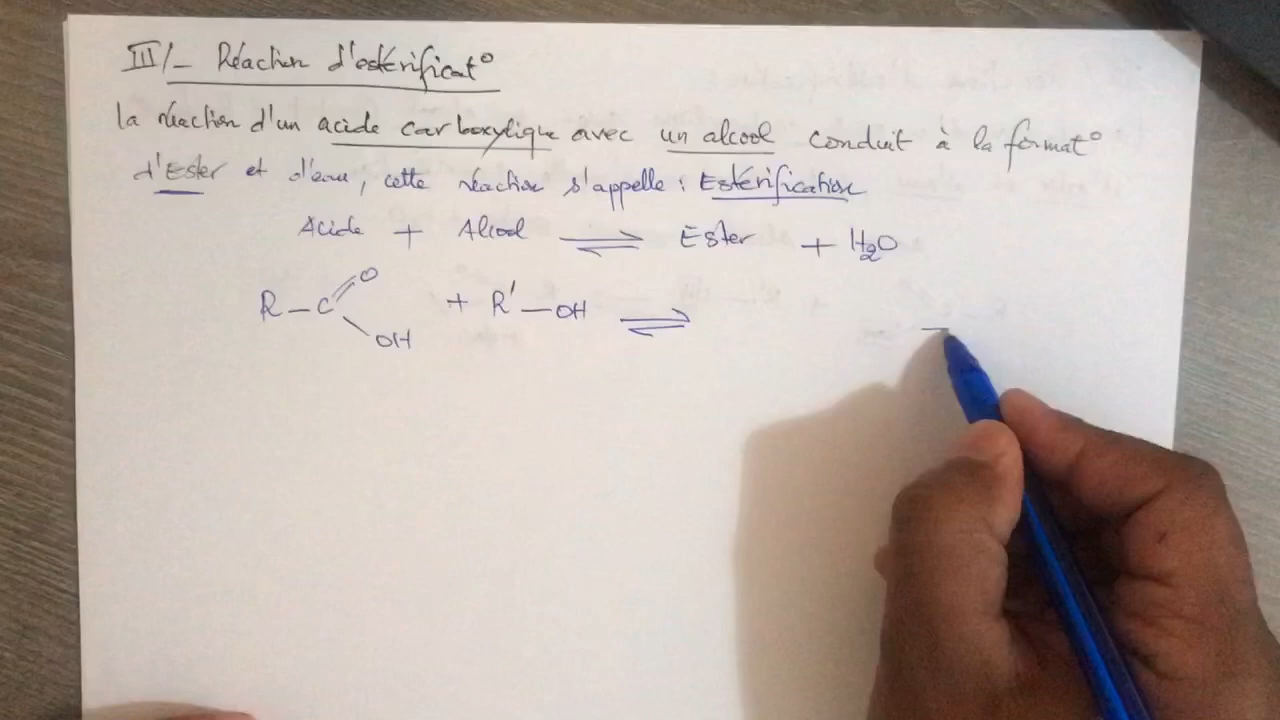 III/- Réaction d'estérificat°
la réaction d'un acide carboxylique avec un alcool conduit à la format°
d'Ester et d'eau, cette réaction s'appelle : Estérification
Acide + Alcool ⇌ Ester + H₂O
R-C(=O)-OH + R'-OH ⇌